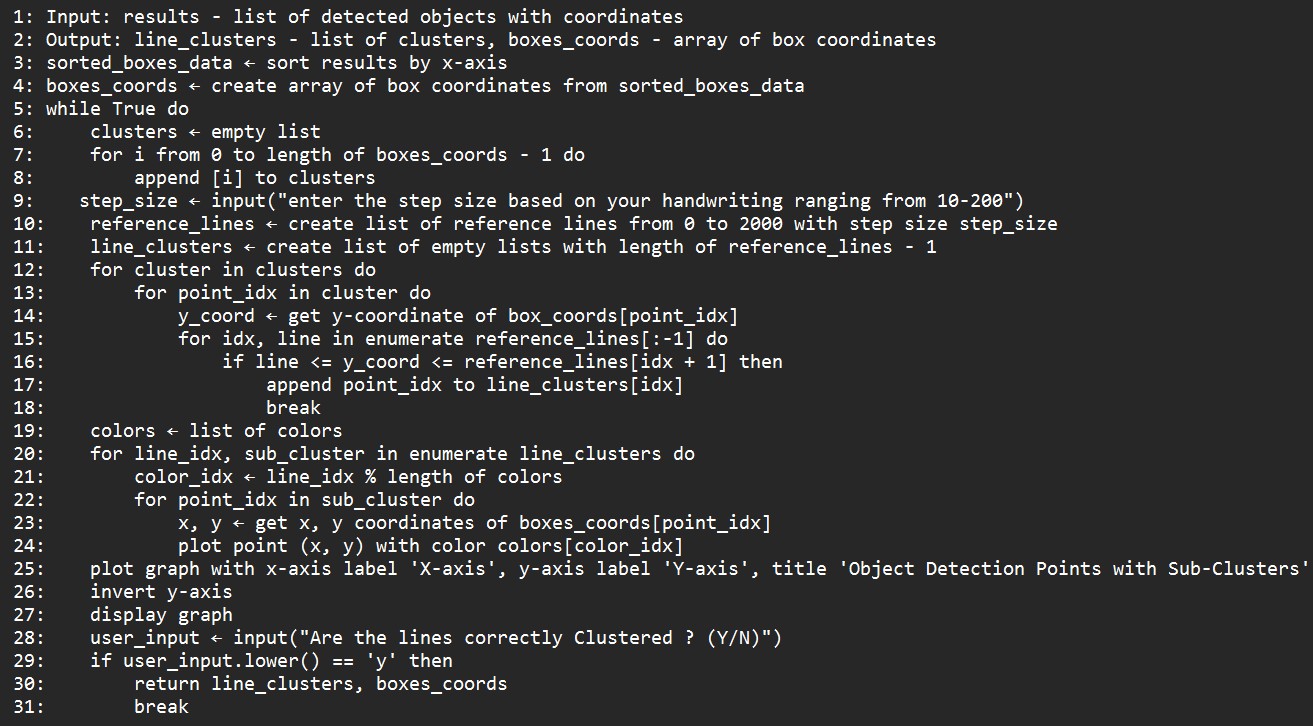 1: Input: results - list of detected objects with coordinates
2: Output: line_clusters - list of clusters, boxes_coords - array of box coordinates
3: sorted_boxes_data ← sort results by x-axis
4: boxes_coords ← create array of box coordinates from sorted_boxes_data
5: while True do
6:     clusters ← empty list
7:     for i from 0 to length of boxes_coords - 1 do
8:         append [i] to clusters
9:    step_size ← input("enter the step size based on your handwriting ranging from 10-200")
10:    reference_lines ← create list of reference lines from 0 to 2000 with step size step_size
11:    line_clusters ← create list of empty lists with length of reference_lines - 1
12:    for cluster in clusters do
13:        for point_idx in cluster do
14:            y_coord ← get y-coordinate of box_coords[point_idx]
15:            for idx, line in enumerate reference_lines[:-1] do
16:                if line <= y_coord <= reference_lines[idx + 1] then
17:                    append point_idx to line_clusters[idx]
18:                    break
19:    colors ← list of colors
20:    for line_idx, sub_cluster in enumerate line_clusters do
21:        color_idx ← line_idx % length of colors
22:        for point_idx in sub_cluster do
23:            x, y ← get x, y coordinates of boxes_coords[point_idx]
24:            plot point (x, y) with color colors[color_idx]
25:    plot graph with x-axis label 'X-axis', y-axis label 'Y-axis', title 'Object Detection Points with Sub-Clusters'
26:    invert y-axis
27:    display graph
28:    user_input ← input("Are the lines correctly Clustered ? (Y/N)")
29:    if user_input.lower() == 'y' then
30:        return line_clusters, boxes_coords
31:        break